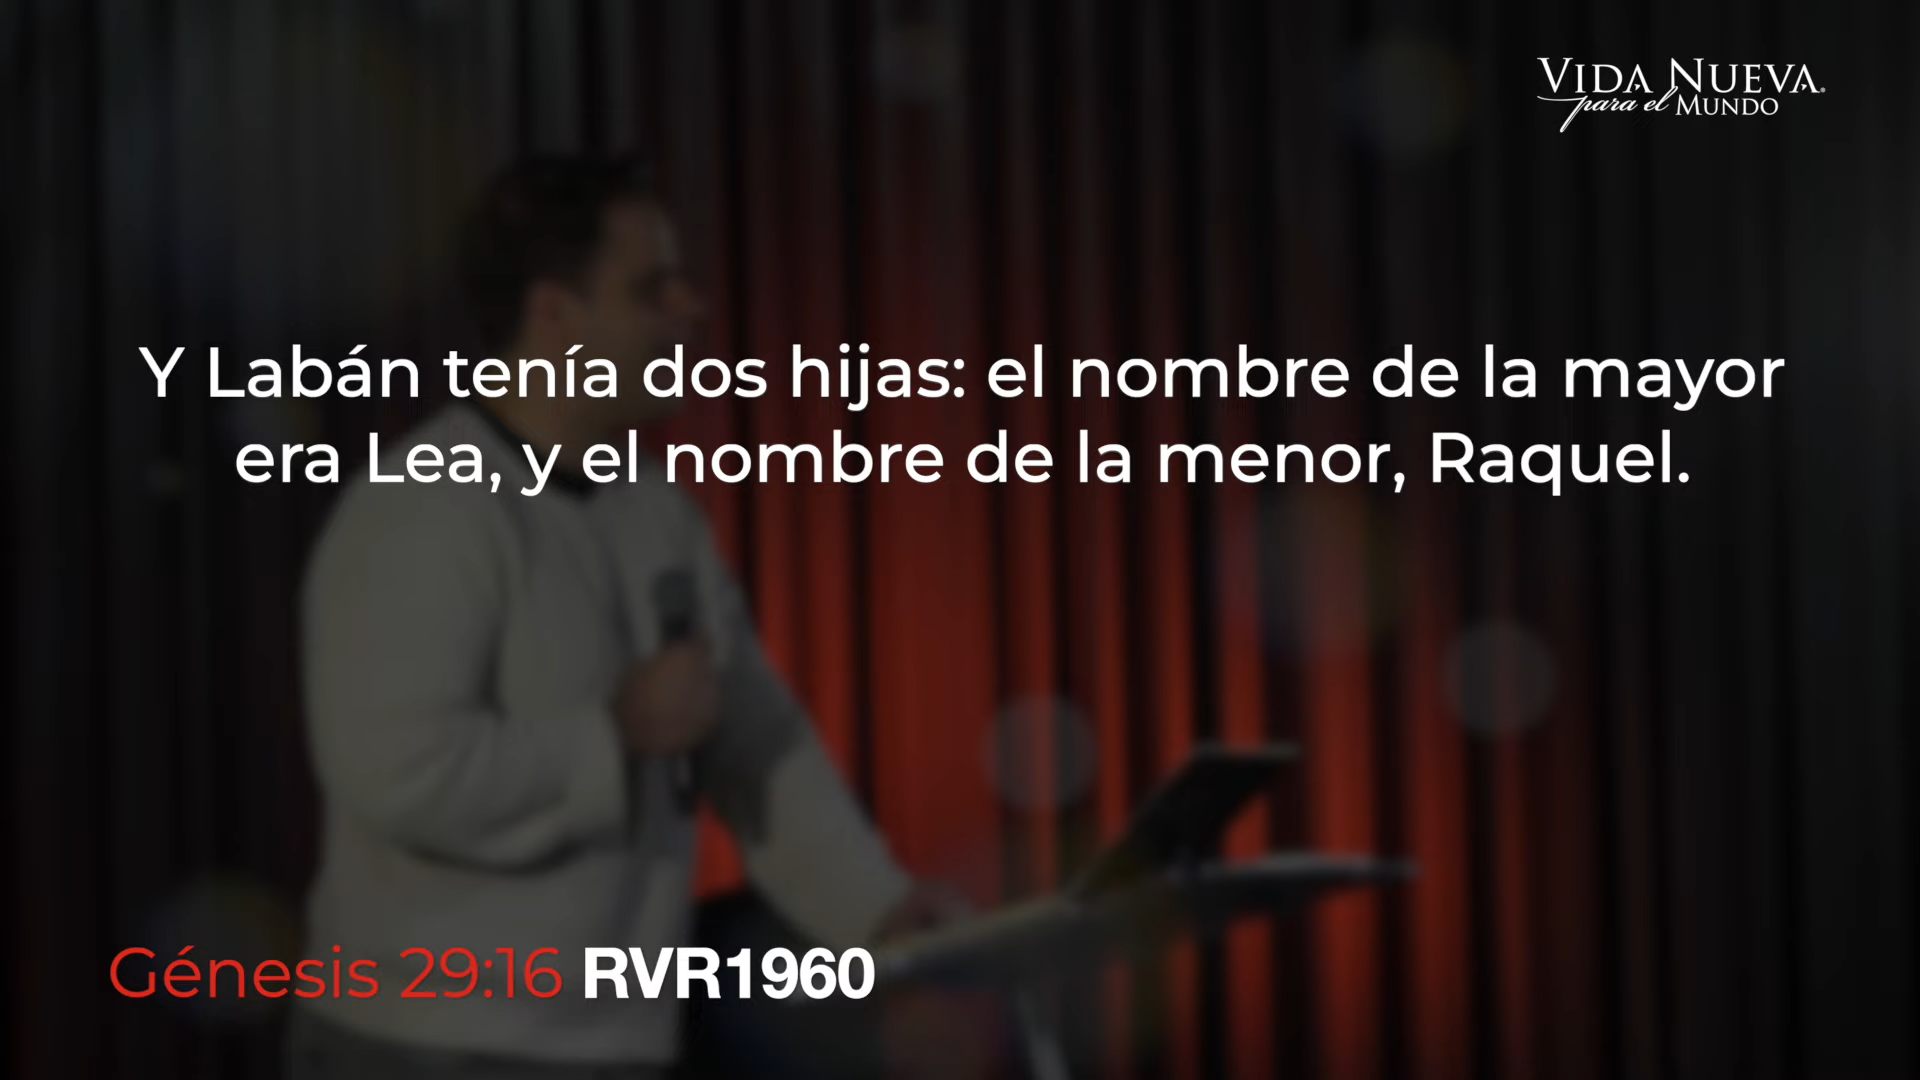 VIDA NUEVA
para el MUNDO
Y Labán tenía dos hijas: el nombre de la mayor
era Lea, y el nombre de la menor, Raquel.
Génesis 29:16 RVR1960